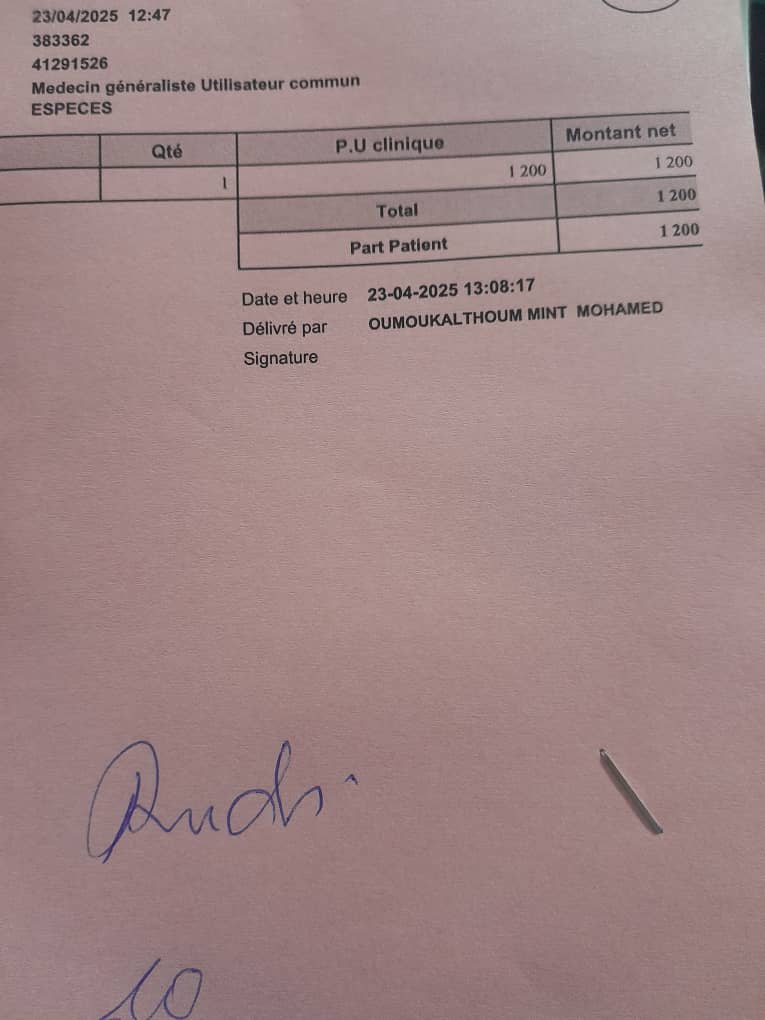 23/04/2025 12:47
383362
41291526
Medecin généraliste Utilisateur commun
ESPECES
Qté P.U clinique Montant net
1 1 200 1 200
Total 1 200
Part Patient 1 200
Date et heure 23-04-2025 13:08:17
Délivré par OUMOUKALTHOUM MINT MOHAMED
Signature
10